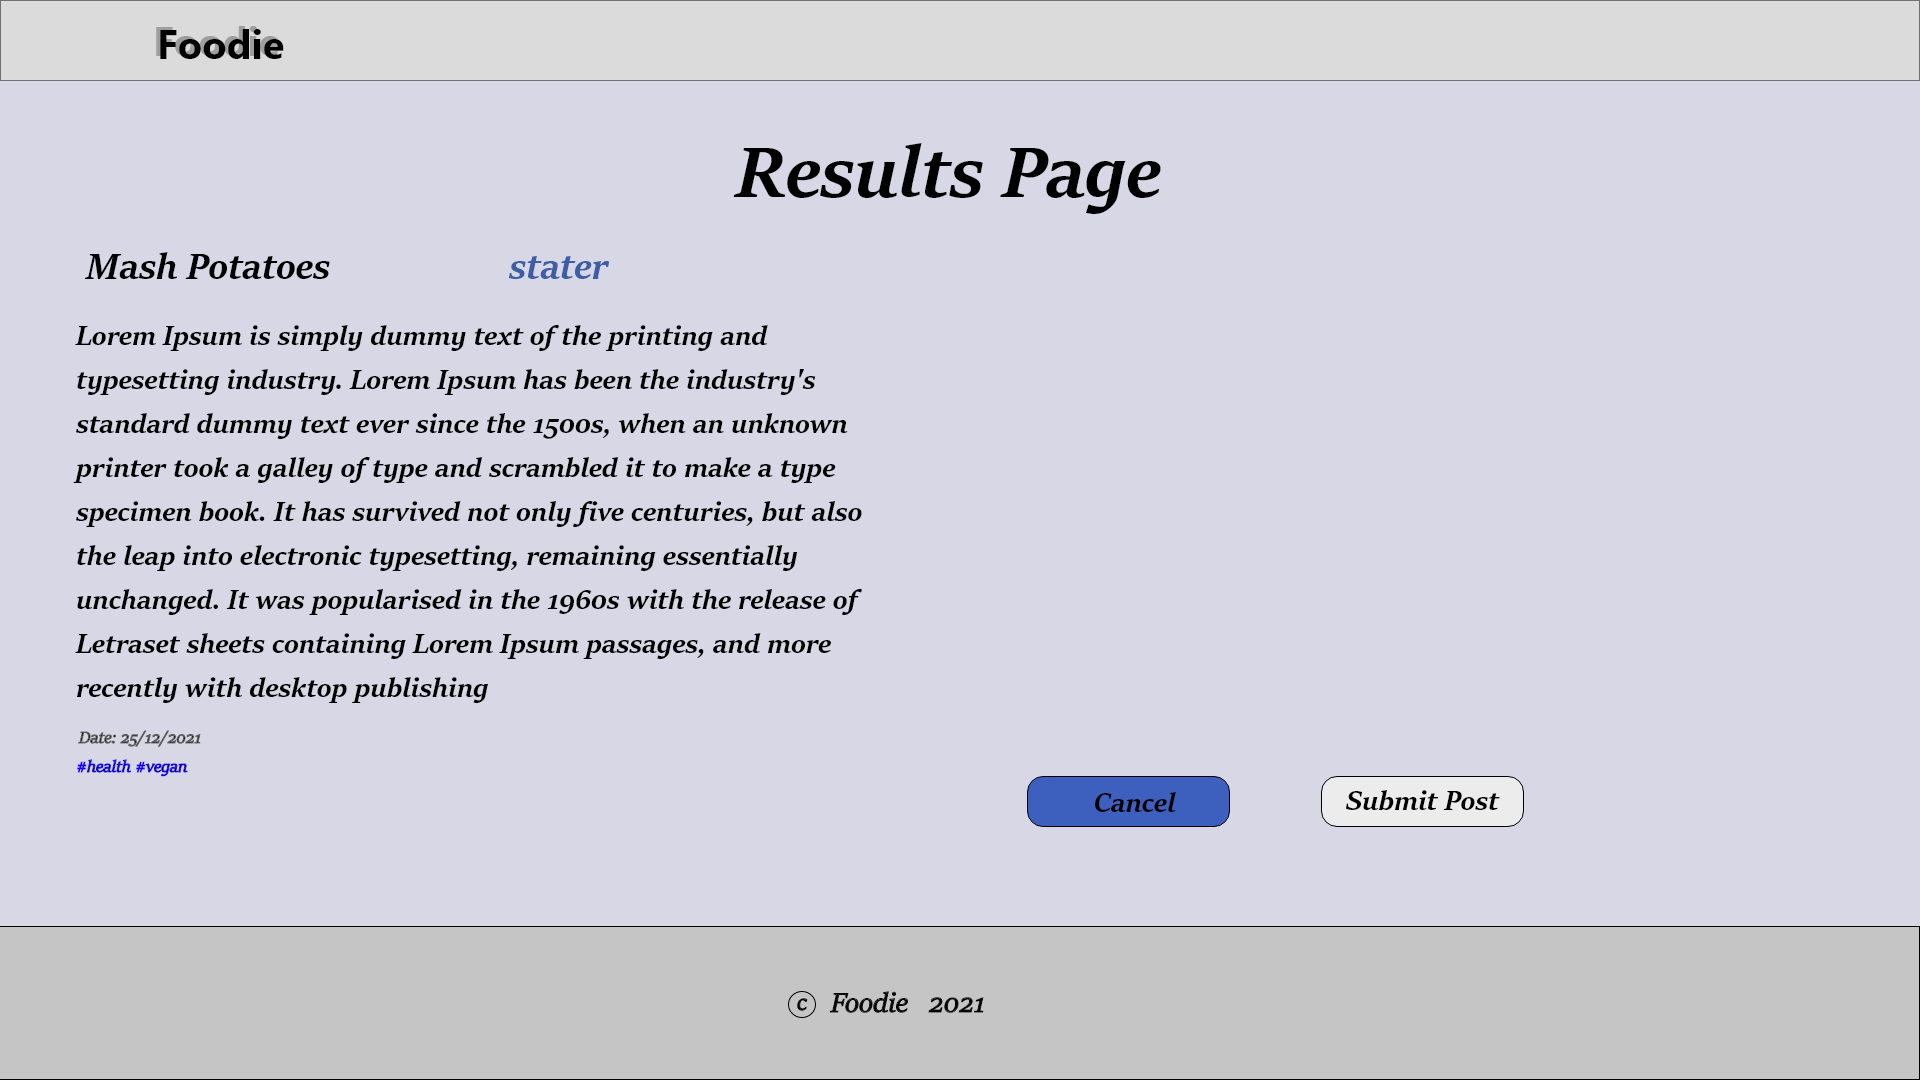 Foodie
Results Page
Mash Potatoes stater
Lorem Ipsum is simply dummy text of the printing and
typesetting industry. Lorem Ipsum has been the industry's
standard dummy text ever since the 1500s, when an unknown
printer took a galley of type and scrambled it to make a type
specimen book. It has survived not only five centuries, but also
the leap into electronic typesetting, remaining essentially
unchanged. It was popularised in the 1960s with the release of
Letraset sheets containing Lorem Ipsum passages, and more
recently with desktop publishing
Date: 25/12/2021
#health #vegan
Cancel Submit Post
© Foodie 2021